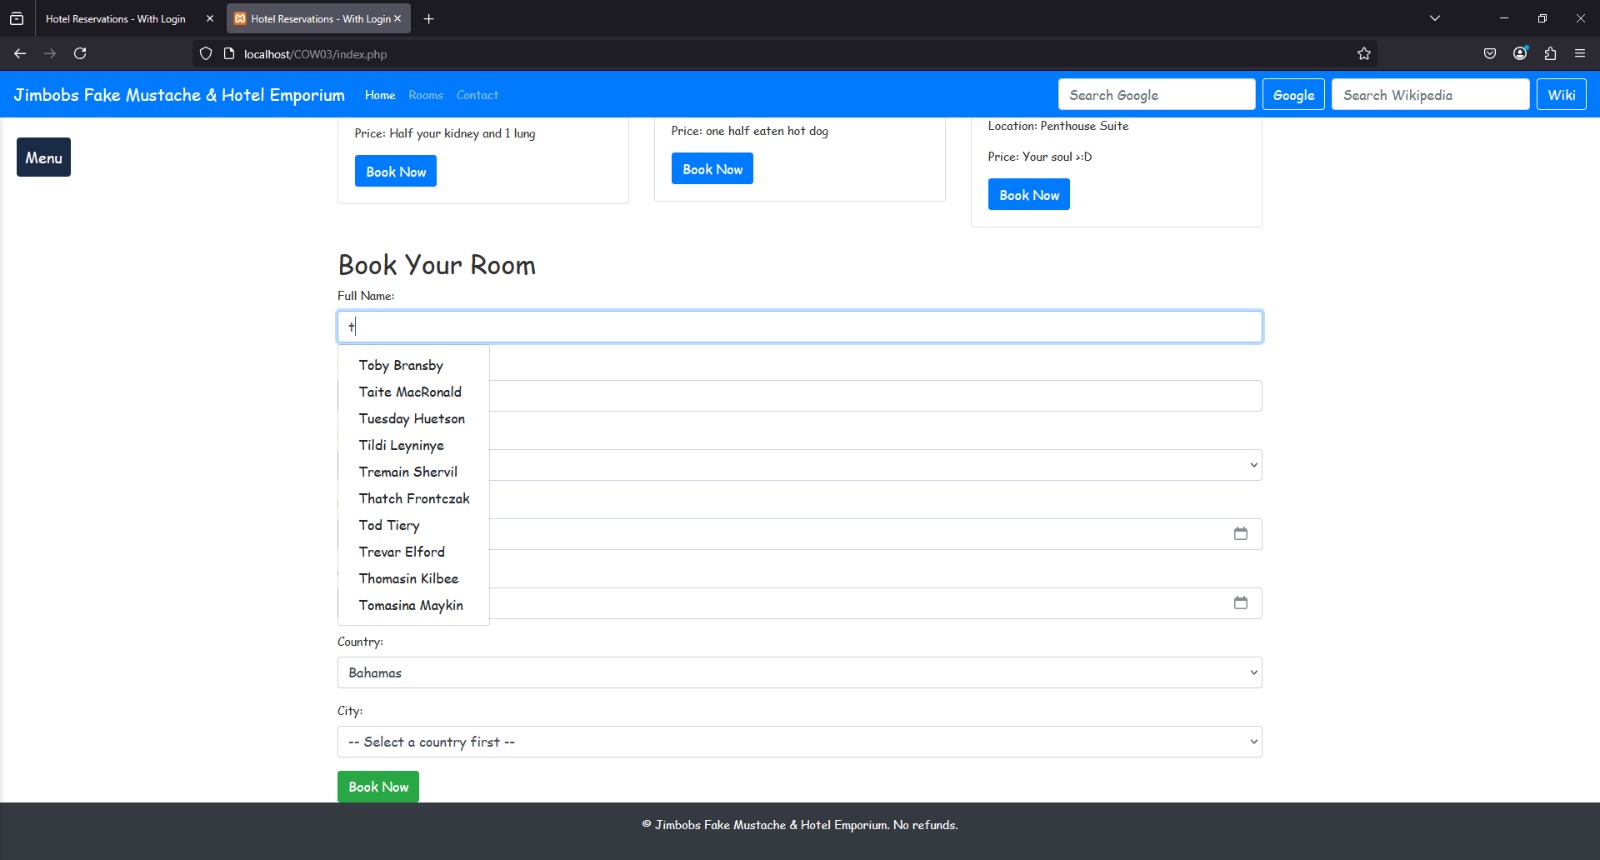 Hotel Reservations - With Login
Hotel Reservations - With Login
localhost/COW03/index.php
Jimbobs Fake Mustache & Hotel Emporium
Home
Rooms
Contact
Search Google
Google
Search Wikipedia
Wiki
Menu
Price: Half your kidney and 1 lung
Book Now
Price: one half eaten hot dog
Book Now
Location: Penthouse Suite
Price: Your soul >:D
Book Now
Book Your Room
Full Name:
t
Toby Bransby
Taite MacRonald
Tuesday Huetson
Tildi Leyninye
Tremain Shervil
Thatch Frontczak
Tod Tiery
Trevar Elford
Thomasin Kilbee
Tomasina Maykin
Country:
Bahamas
City:
-- Select a country first --
Book Now
© Jimbobs Fake Mustache & Hotel Emporium. No refunds.